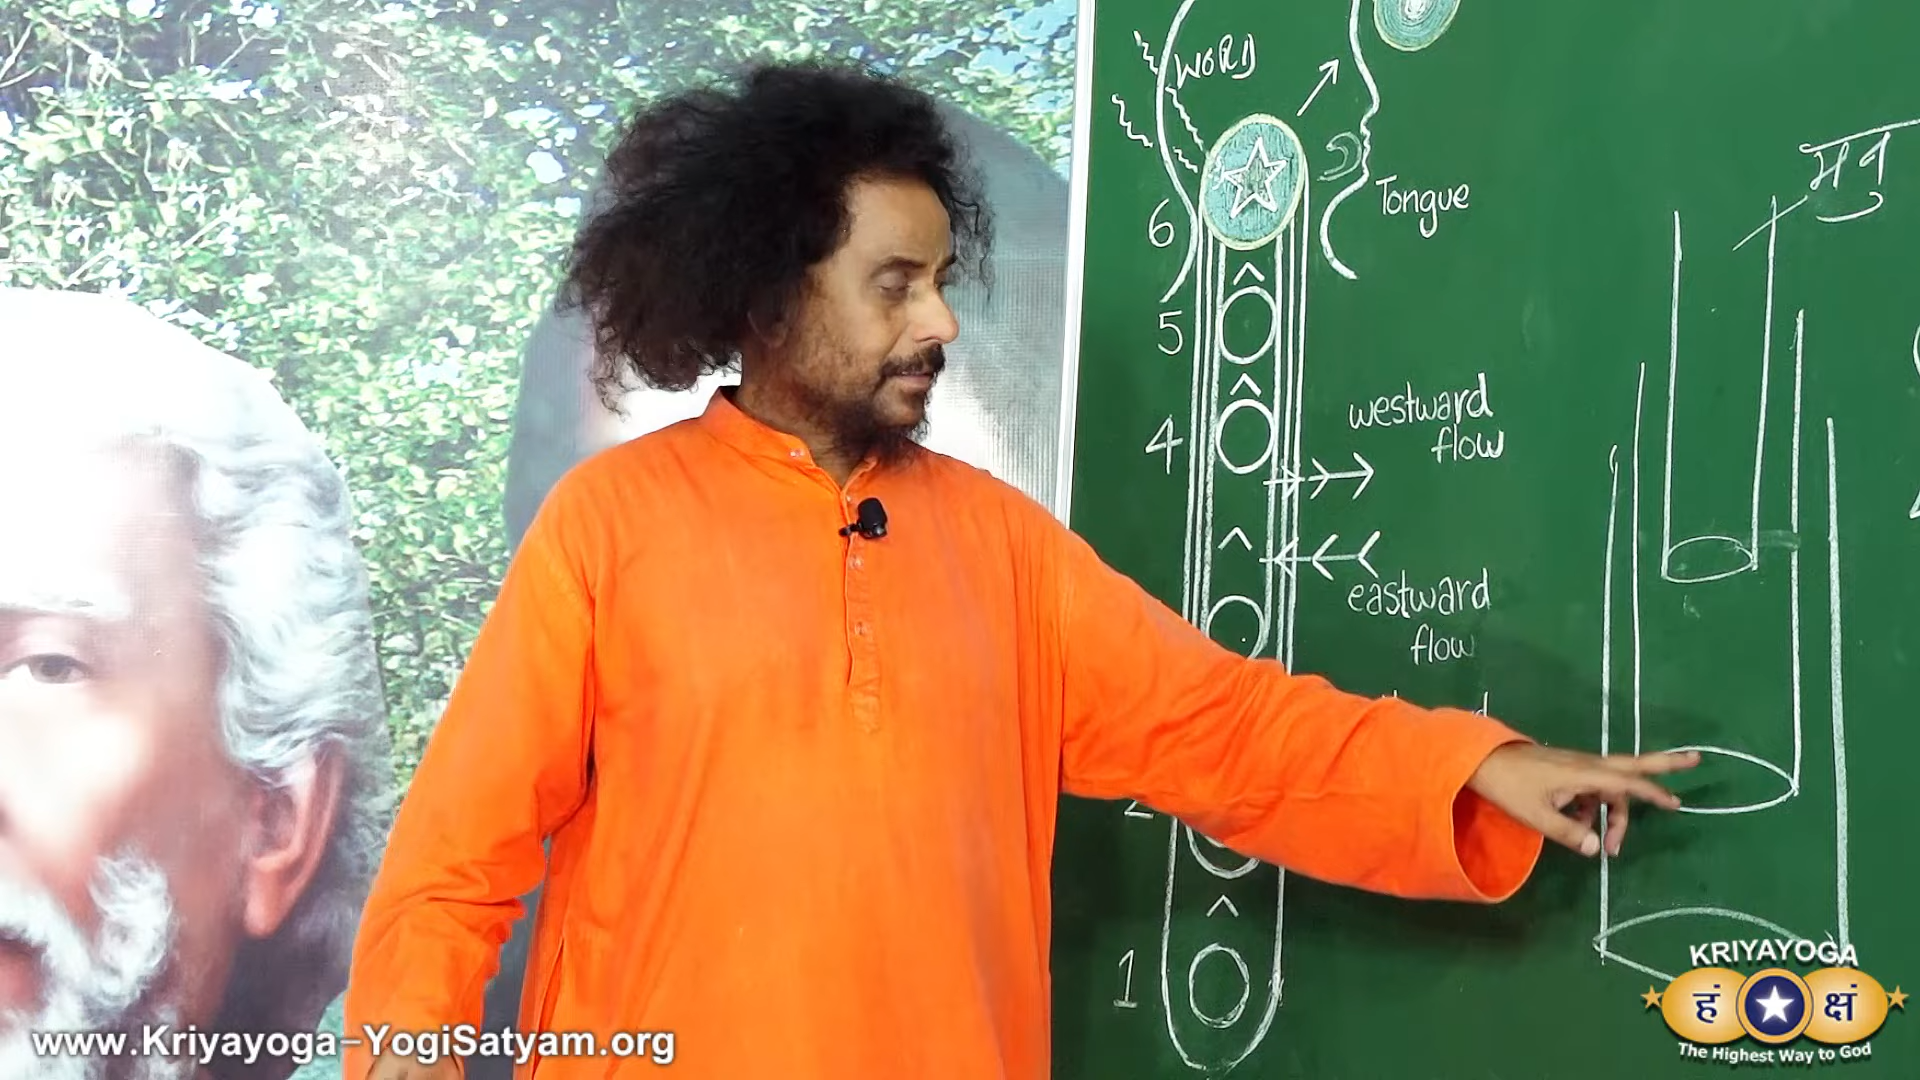 WORD
6
Tongue
मनु
5
westward
flow
4
eastward
flow
1
www.Kriyayoga-YogiSatyam.org
KRIYAYOGA
हं क्षं
The Highest Way to God